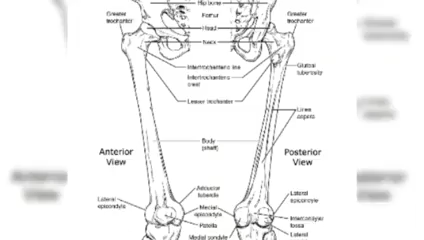 Hip bone
Greater
trochanter
Femur
Head
Neck
Greater
trochanter
Intertrochanteric line
Intertrochanteric
crest
Lesser trochanter
Gluteal
tuberosity
Linea
aspera
Body
(shaft)
Anterior
View
Posterior
View
Adductor
tubercle
Lateral
epicondyle
Medial
epicondyle
Patella
Medial condyle
Lateral
epicondyle
Intercondylar
fossa
Lateral